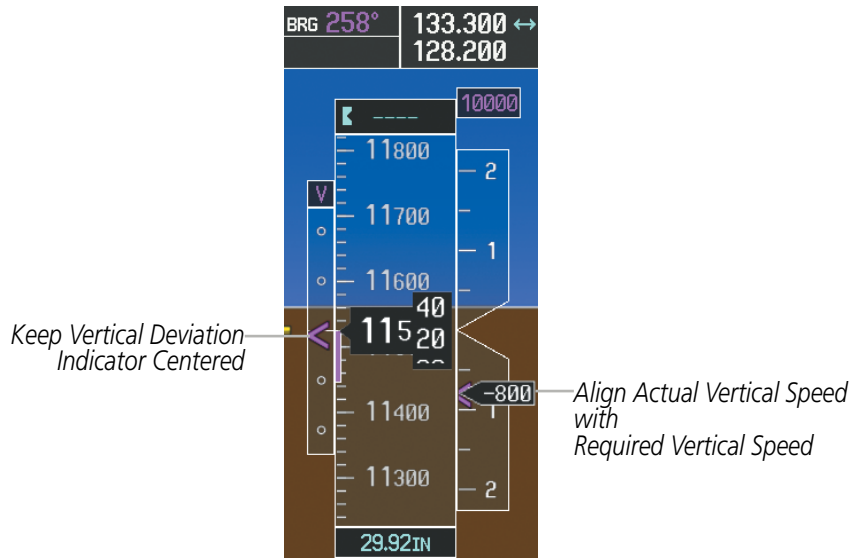 BRG 258°
133.300 ↔
128.200
----
10000
11800
2
V
11700
1
11600
40
115
20
Keep Vertical Deviation
Indicator Centered
-800
Align Actual Vertical Speed
with
Required Vertical Speed
11400
1
11300
2
29.92IN